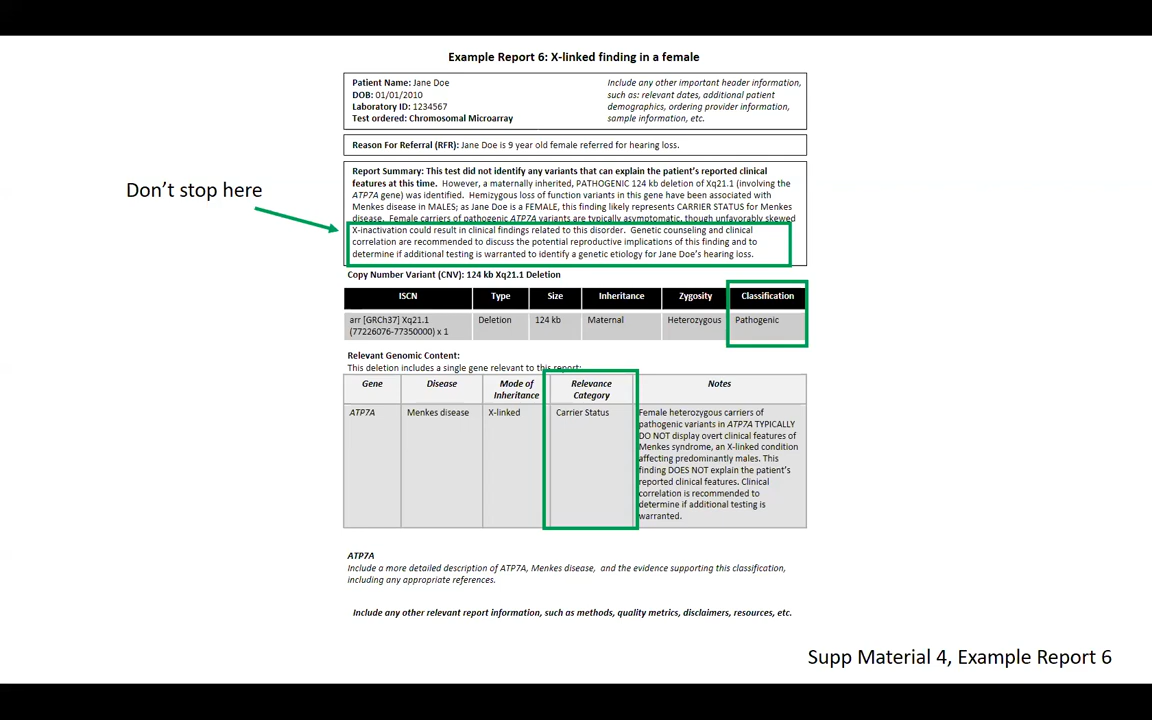 Example Report 6: X-linked finding in a female
Patient Name: Jane Doe
DOB: 01/01/2010
Laboratory ID: 1234567
Test ordered: Chromosomal Microarray
Include any other important header information,
such as: relevant dates, additional patient
demographics, ordering provider information,
sample information, etc.
Reason For Referral (RFR): Jane Doe is 9 year old female referred for hearing loss.
Don't stop here
Report Summary: This test did not identify any variants that can explain the patient's reported clinical
features at this time. However, a maternally inherited, PATHOGENIC 124 kb deletion of Xq21.1 (involving the
ATP7A gene) was identified. Hemizygous loss of function variants in this gene have been associated with
Menkes disease in MALES; as Jane Doe is a FEMALE, this finding likely represents CARRIER STATUS for Menkes
disease. Female carriers of pathogenic ATP7A variants are typically asymptomatic, though unfavorably skewed
X-inactivation could result in clinical findings related to this disorder. Genetic counseling and clinical
correlation are recommended to discuss the potential reproductive implications of this finding and to
determine if additional testing is warranted to identify a genetic etiology for Jane Doe's hearing loss.
Copy Number Variant (CNV): 124 kb Xq21.1 Deletion
ISCN Type Size Inheritance Zygosity Classification
arr [GRCh37] Xq21.1 Deletion 124 kb Maternal Heterozygous Pathogenic
(77226076-77350000) x 1
Relevant Genomic Content:
This deletion includes a single gene relevant to this report:
Gene Disease Mode of Relevance Notes
Inheritance Category
ATP7A Menkes disease X-linked Carrier Status Female heterozygous carriers of
pathogenic variants in ATP7A TYPICALLY
DO NOT display overt clinical features of
Menkes syndrome, an X-linked condition
affecting predominantly males. This
finding DOES NOT explain the patient's
reported clinical features. Clinical
correlation is recommended to
determine if additional testing is
warranted.
ATP7A
Include a more detailed description of ATP7A, Menkes disease, and the evidence supporting this classification,
including any appropriate references.
Include any other relevant report information, such as methods, quality metrics, disclaimers, resources, etc.
Supp Material 4, Example Report 6